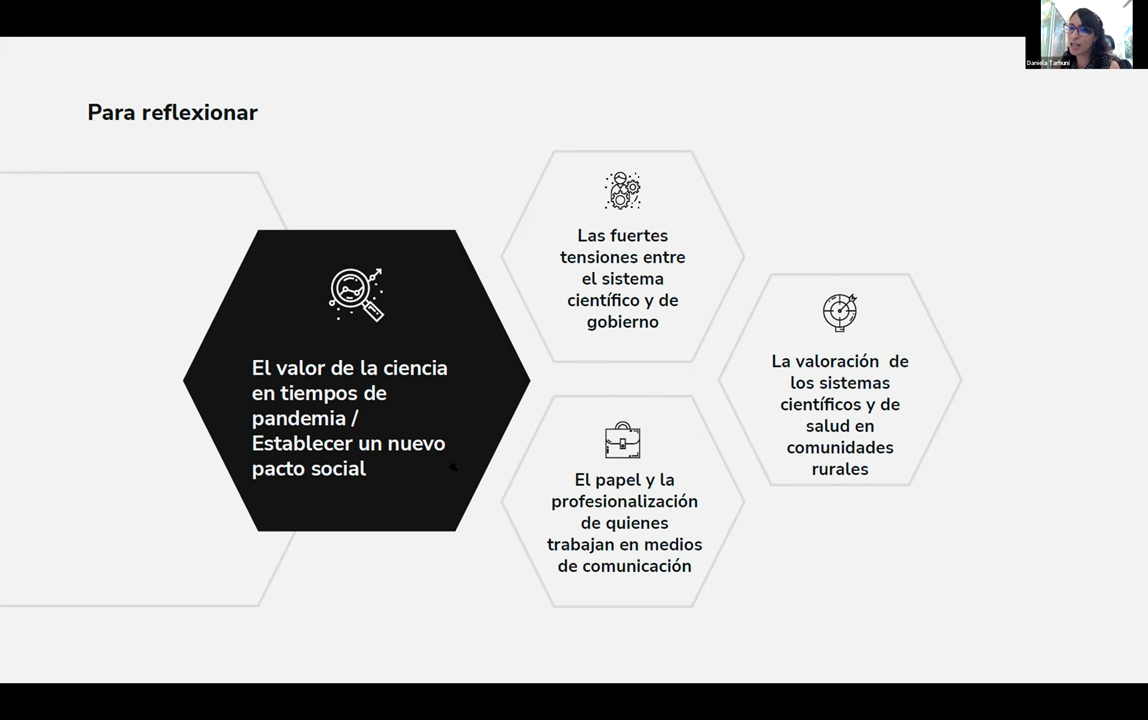 Daniela Tarhuni
Para reflexionar
El valor de la ciencia
en tiempos de
pandemia /
Establecer un nuevo
pacto social
Las fuertes
tensiones entre
el sistema
científico y de
gobierno
El papel y la
profesionalización
de quienes
trabajan en medios
de comunicación
La valoración de
los sistemas
científicos y de
salud en
comunidades
rurales